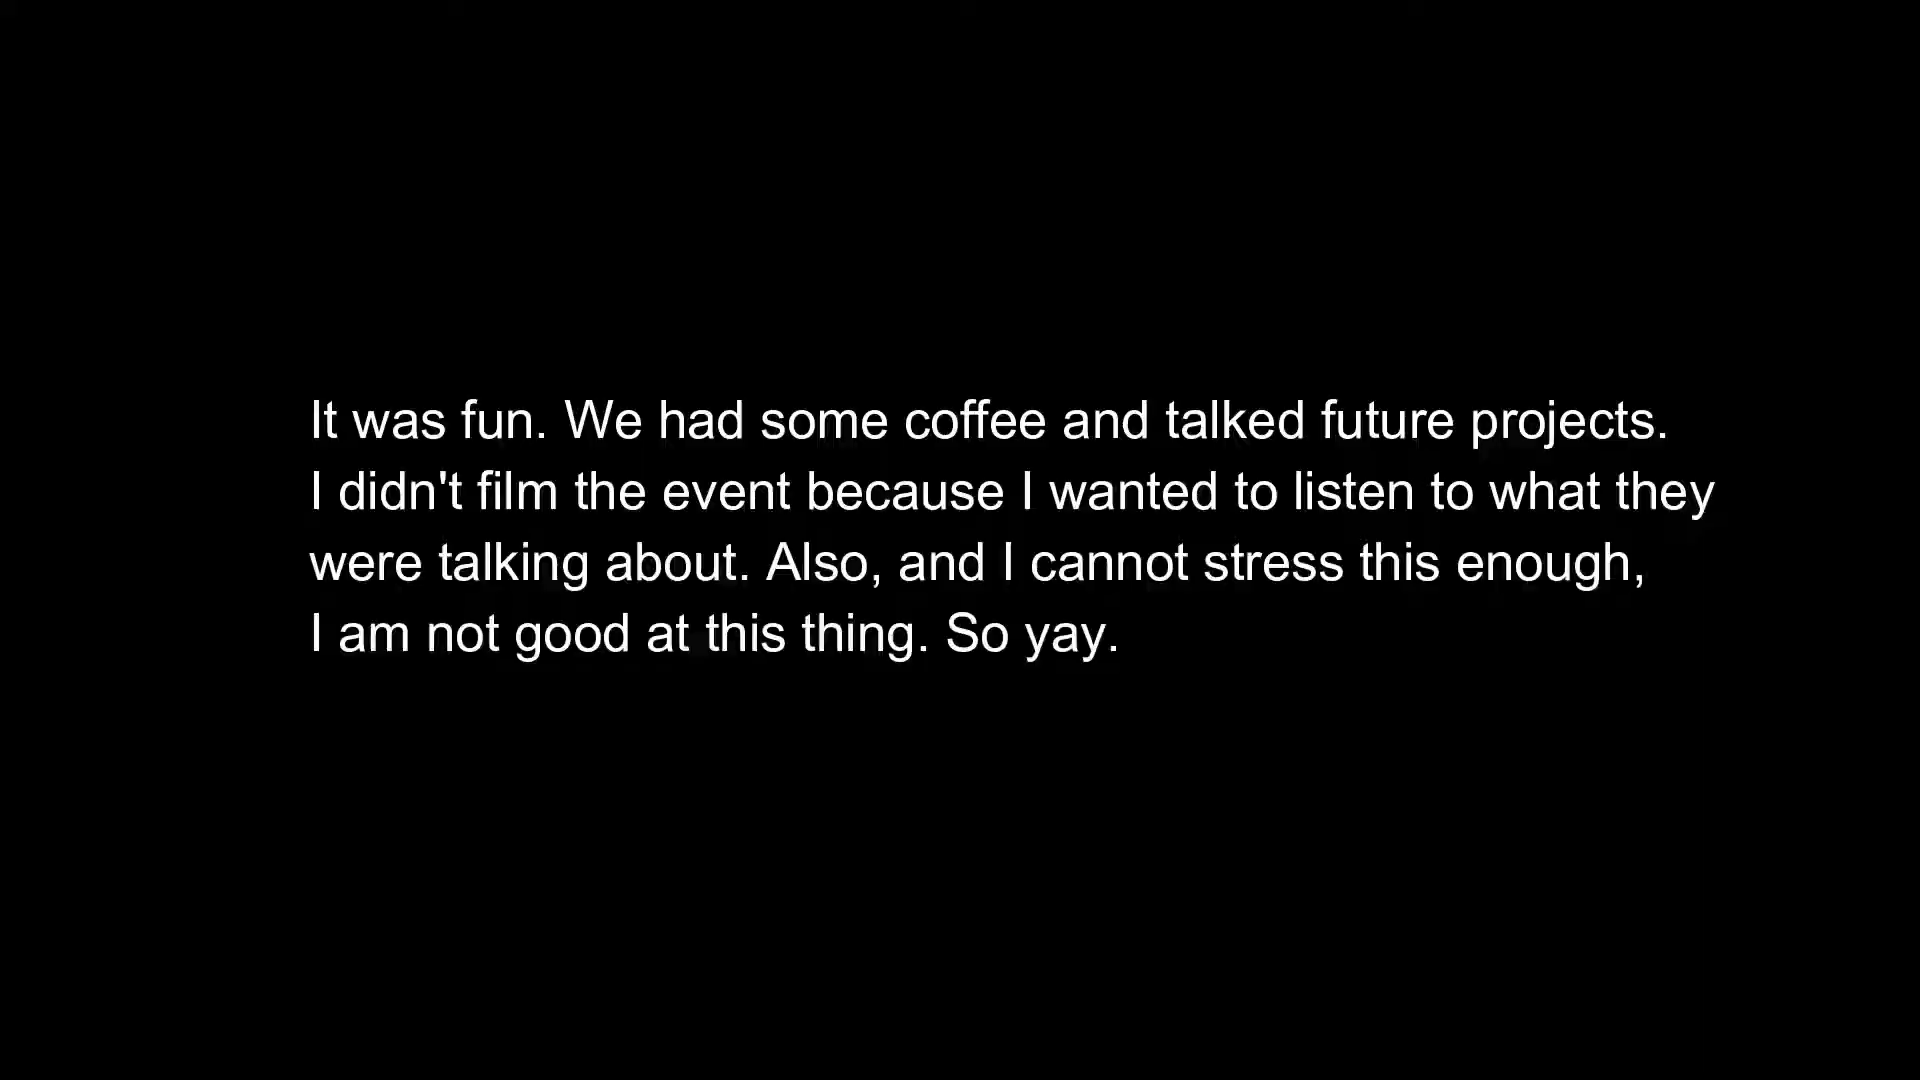 It was fun. We had some coffee and talked future projects.
I didn't film the event because I wanted to listen to what they
were talking about. Also, and I cannot stress this enough,
I am not good at this thing. So yay.